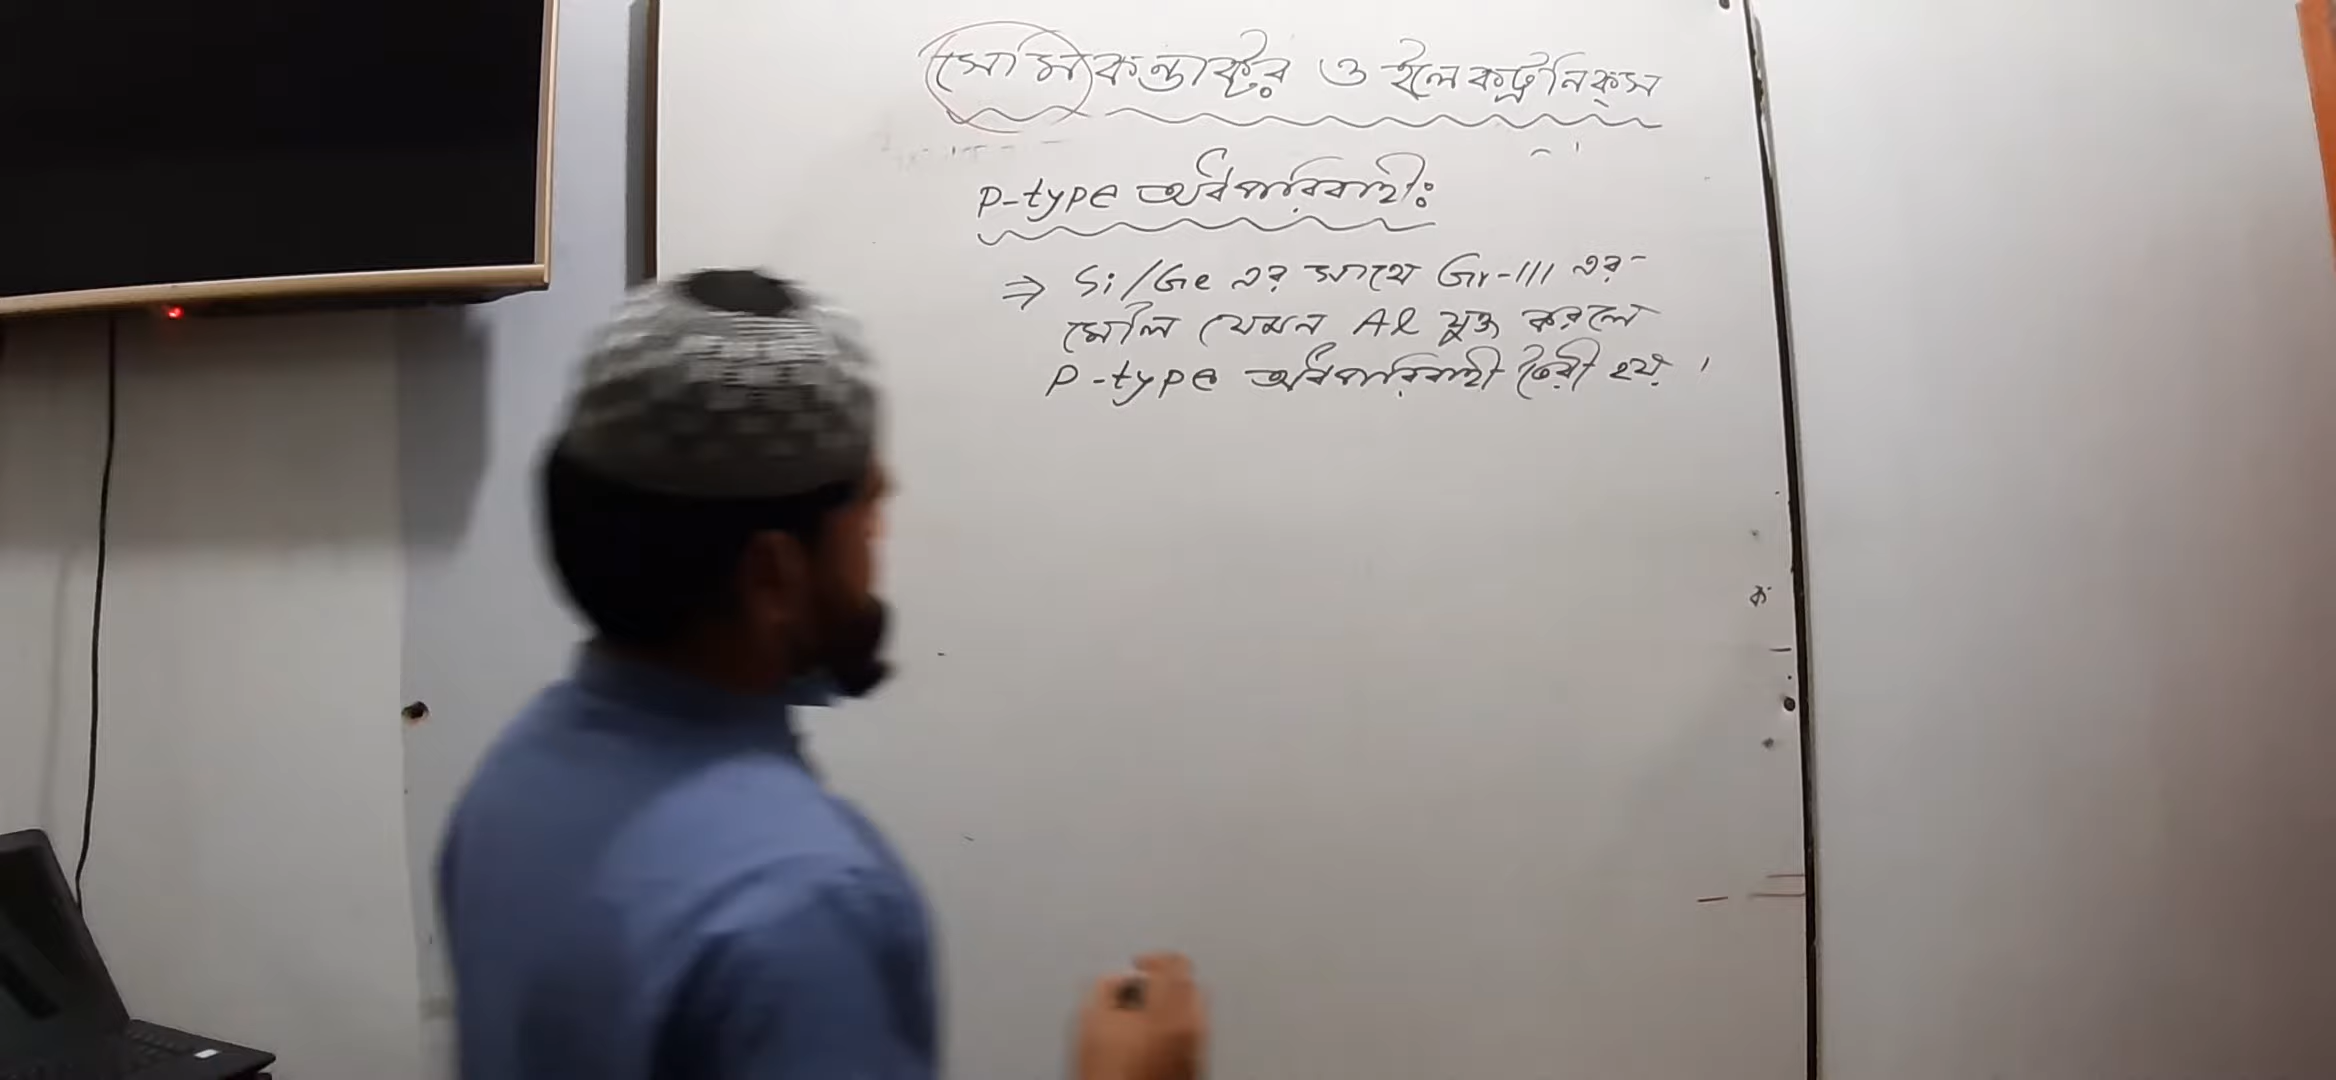 সেমিকন্ডাক্টর ও ইলেকট্রনিক্স
P-type অর্ধপরিবাহী:
⇒ Si/Ge এর সাথে Gr-III এর
মৌল যেমন Al যুক্ত করলে
P-type অর্ধপরিবাহী তৈরী হয়।
ক